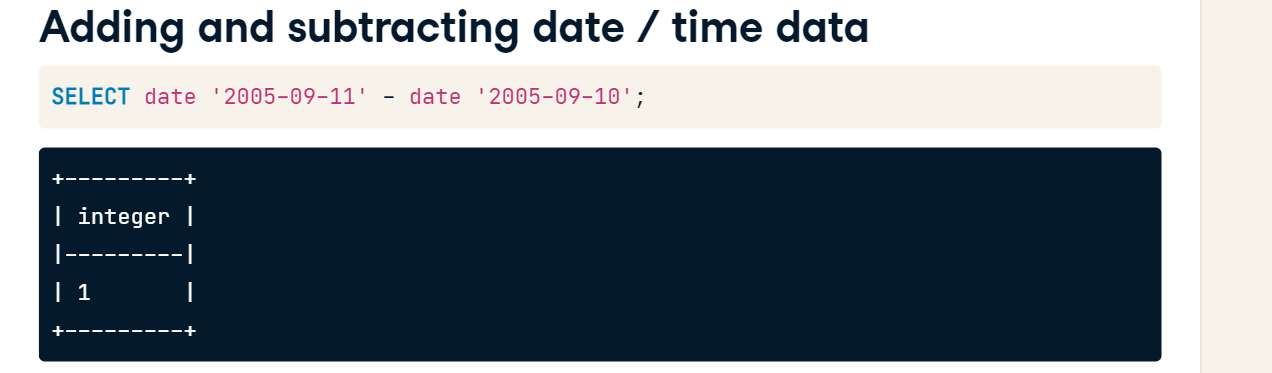 Adding and subtracting date / time data
SELECT date '2005-09-11' - date '2005-09-10';
+---------+
| integer |
|---------|
| 1       |
+---------+